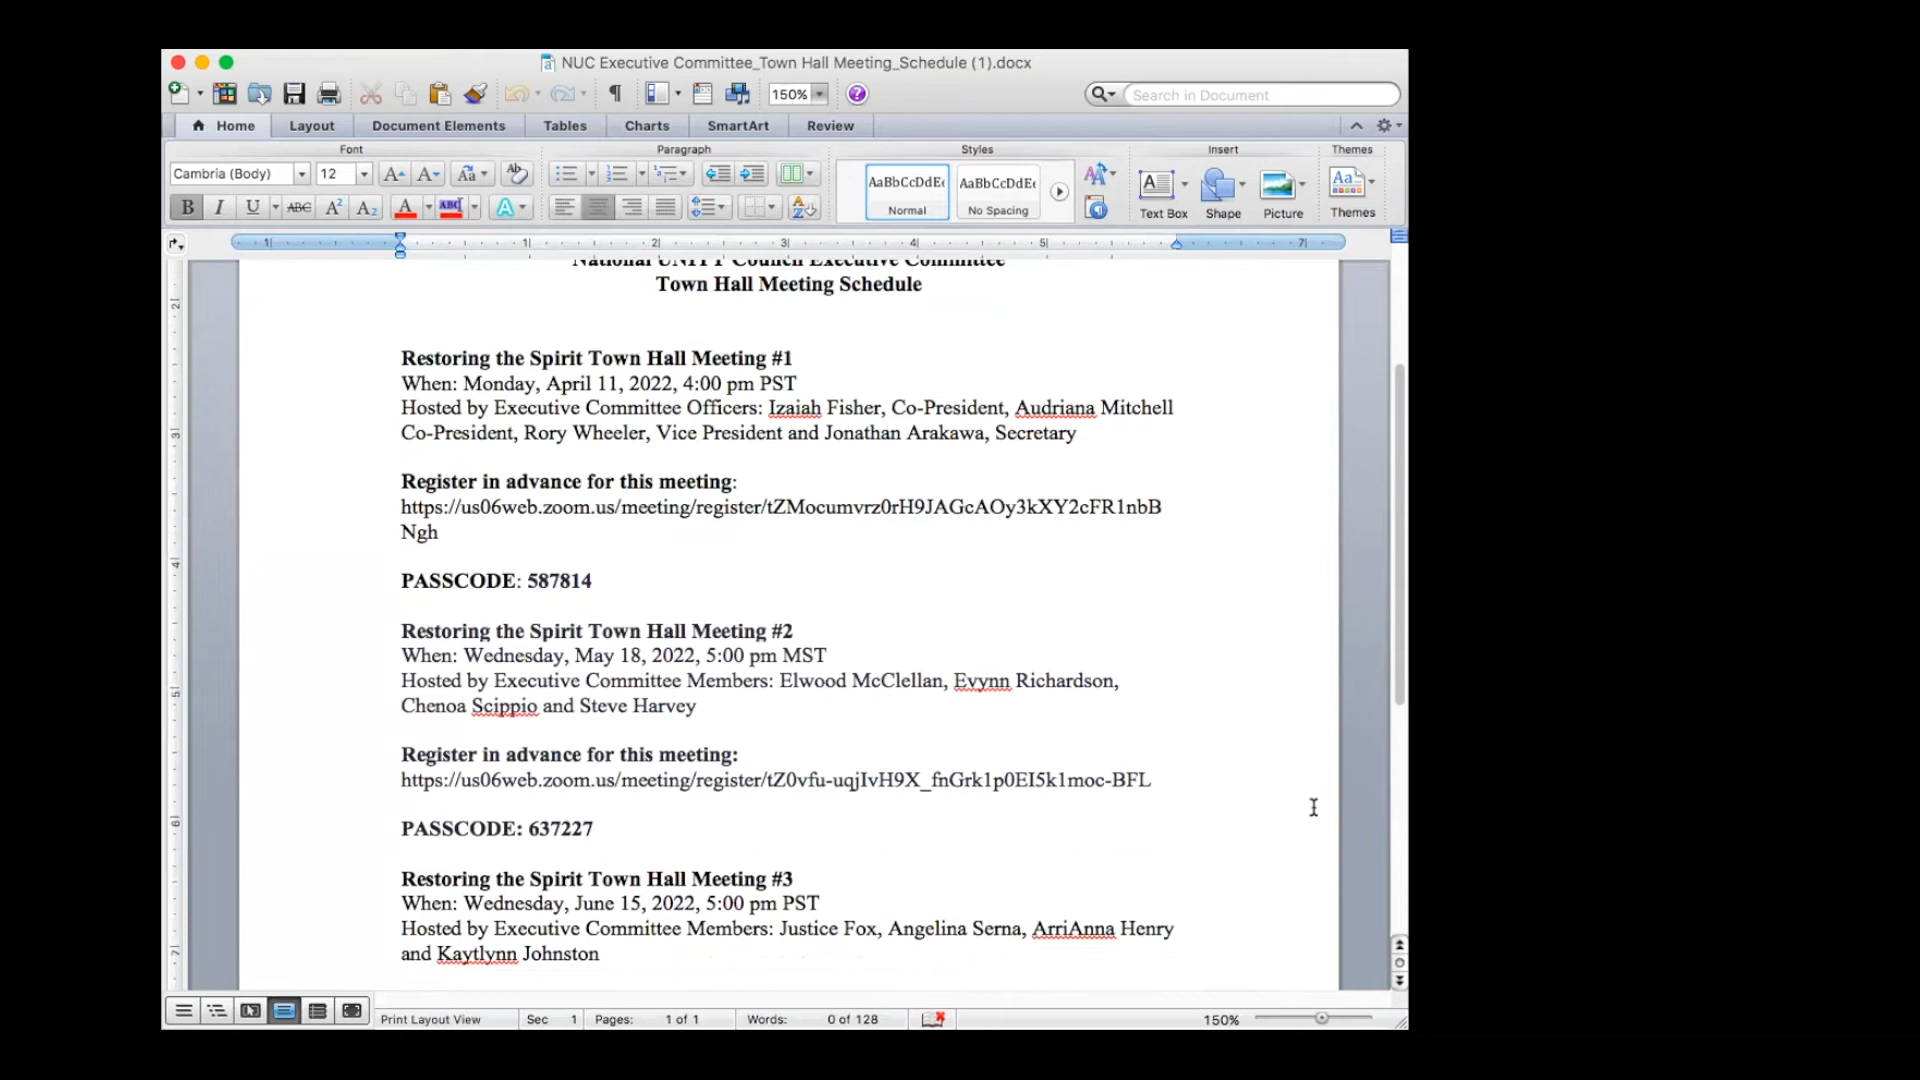 NUC Executive Committee_Town Hall Meeting_Schedule (1).docx
150%
Search in Document
Home Layout Document Elements Tables Charts SmartArt Review
Font Paragraph Styles Insert Themes
Cambria (Body) 12
AaBbCcDdEe AaBbCcDdEe
Normal No Spacing
Text Box Shape Picture Themes
National UNITY Council Executive Committee
Town Hall Meeting Schedule
Restoring the Spirit Town Hall Meeting #1
When: Monday, April 11, 2022, 4:00 pm PST
Hosted by Executive Committee Officers: Izaiah Fisher, Co-President, Audriana Mitchell
Co-President, Rory Wheeler, Vice President and Jonathan Arakawa, Secretary
Register in advance for this meeting:
https://us06web.zoom.us/meeting/register/tZMocumvrz0rH9JAGcAOy3kXY2cFR1nbB
Ngh
PASSCODE: 587814
Restoring the Spirit Town Hall Meeting #2
When: Wednesday, May 18, 2022, 5:00 pm MST
Hosted by Executive Committee Members: Elwood McClellan, Evynn Richardson,
Chenoa Scippio and Steve Harvey
Register in advance for this meeting:
https://us06web.zoom.us/meeting/register/tZ0vfu-uqjIvH9X_fnGrk1p0EI5k1moc-BFL
PASSCODE: 637227
Restoring the Spirit Town Hall Meeting #3
When: Wednesday, June 15, 2022, 5:00 pm PST
Hosted by Executive Committee Members: Justice Fox, Angelina Serna, ArriAnna Henry
and Kaytlynn Johnston
Print Layout View Sec 1 Pages: 1 of 1 Words: 0 of 128 150%